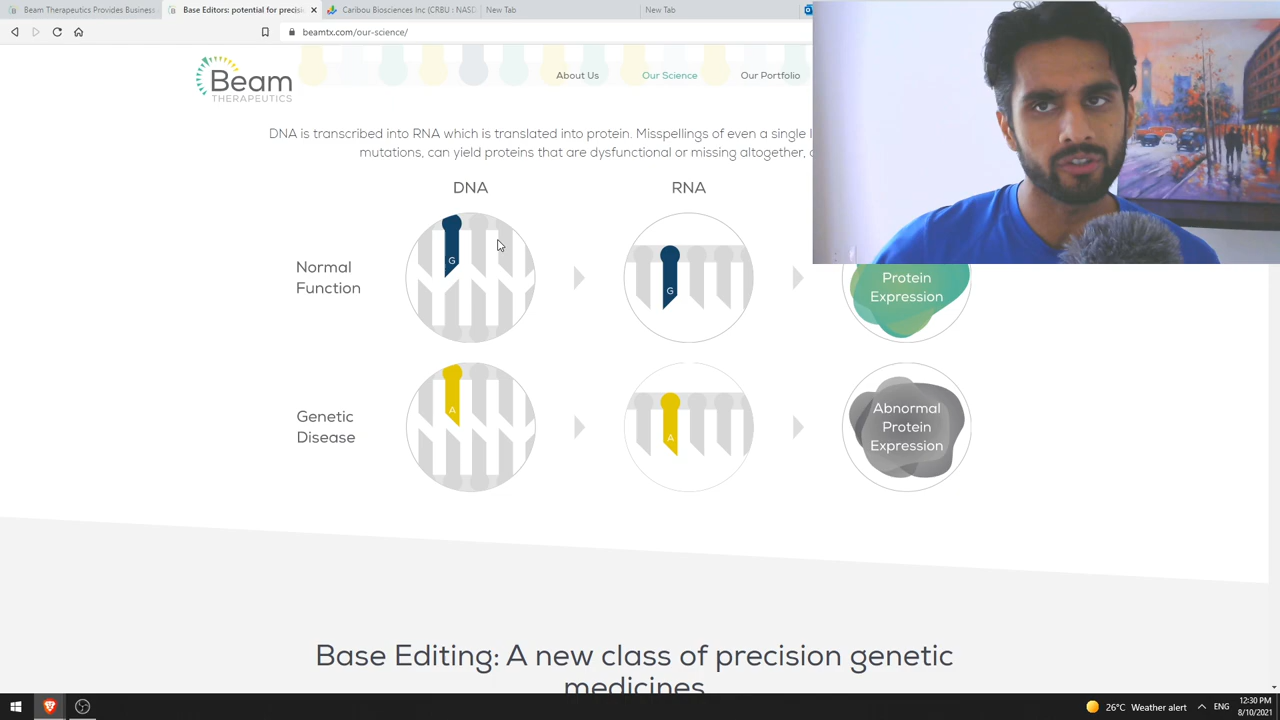 Beam Therapeutics Provides Business
Base Editors: potential for precisi
Caribou Biosciences Inc (CRBU : NASD
New Tab
New Tab
beamtx.com/our-science/
Beam
THERAPEUTICS
About Us
Our Science
Our Portfolio
DNA is transcribed into RNA which is translated into protein. Misspellings of even a single l
mutations, can yield proteins that are dysfunctional or missing altogether,
DNA
RNA
Normal
Function
G
G
Protein
Expression
Genetic
Disease
A
A
Abnormal
Protein
Expression
Base Editing: A new class of precision genetic
medicines
26°C Weather alert
ENG
12:30 PM
8/10/2021